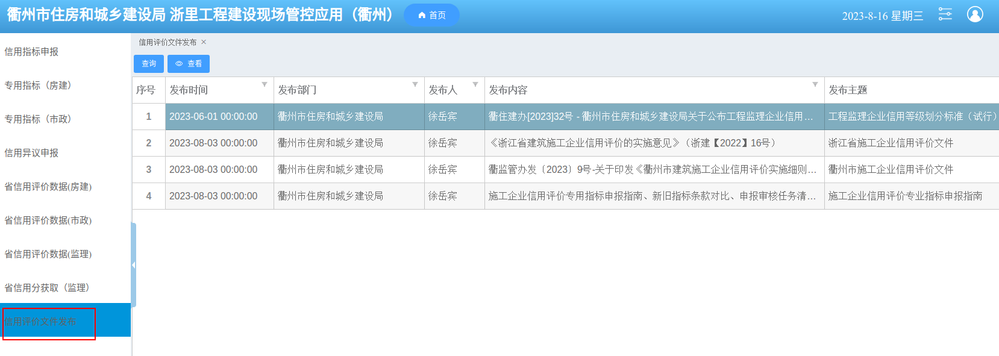 衢州市住房和城乡建设局 浙里工程建设现场管控应用（衢州） 首页 2023-8-16 星期三
信用评价文件发布 ×
信用指标申报
专用指标（房建）
专用指标（市政）
信用异议申报
省信用评价数据(房建)
省信用评价数据(市政)
省信用评价数据(监理)
省信用分获取（监理）
信用评价文件发布
查询 查看
序号 发布时间 发布部门 发布人 发布内容 发布主题
1 2023-06-01 00:00:00 衢州市住房和城乡建设局 徐岳宾 衢住建办[2023]32号 - 衢州市住房和城乡建设局关于公布工程监理企业信用… 工程监理企业信用等级划分标准（试行）
2 2023-08-03 00:00:00 衢州市住房和城乡建设局 徐岳宾 《浙江省建筑施工企业信用评价的实施意见》（浙建【2022】16号） 浙江省施工企业信用评价文件
3 2023-08-03 00:00:00 衢州市住房和城乡建设局 徐岳宾 衢监管办发〔2023〕9号-关于印发《衢州市建筑施工企业信用评价实施细则… 衢州市施工企业信用评价文件
4 2023-08-03 00:00:00 衢州市住房和城乡建设局 徐岳宾 施工企业信用评价专用指标申报指南、新旧指标条款对比、申报审核任务清… 施工企业信用评价专业指标申报指南